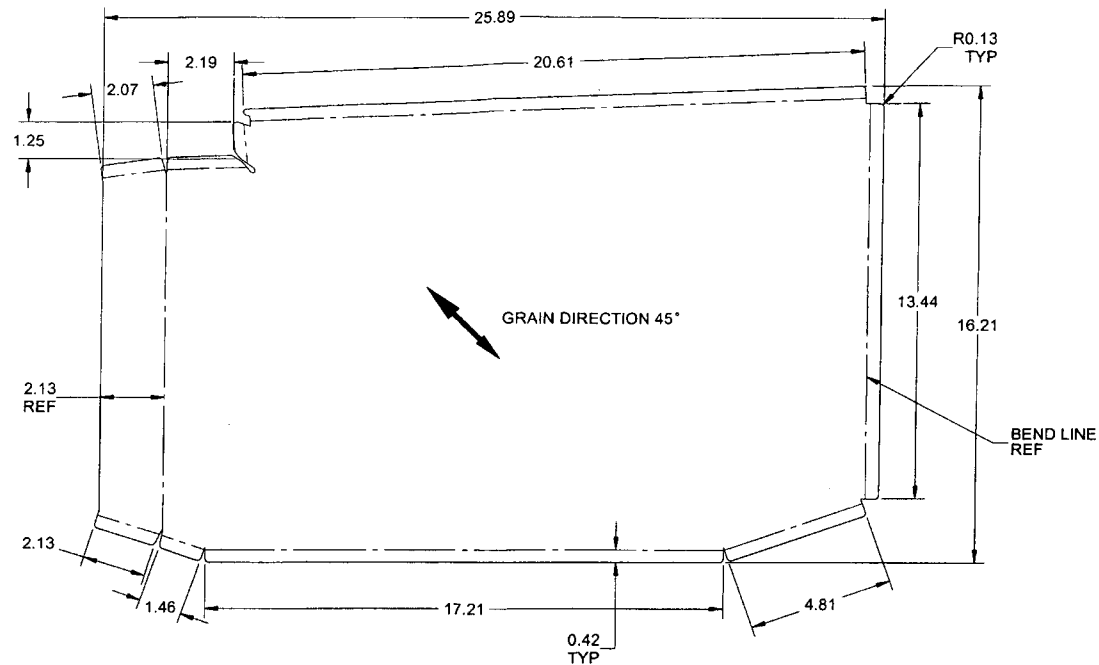 25.89
R0.13
TYP
2.19
20.61
2.07
1.25
13.44
GRAIN DIRECTION 45°
16.21
2.13
REF
BEND LINE
REF
2.13
1.46
17.21
4.81
0.42
TYP